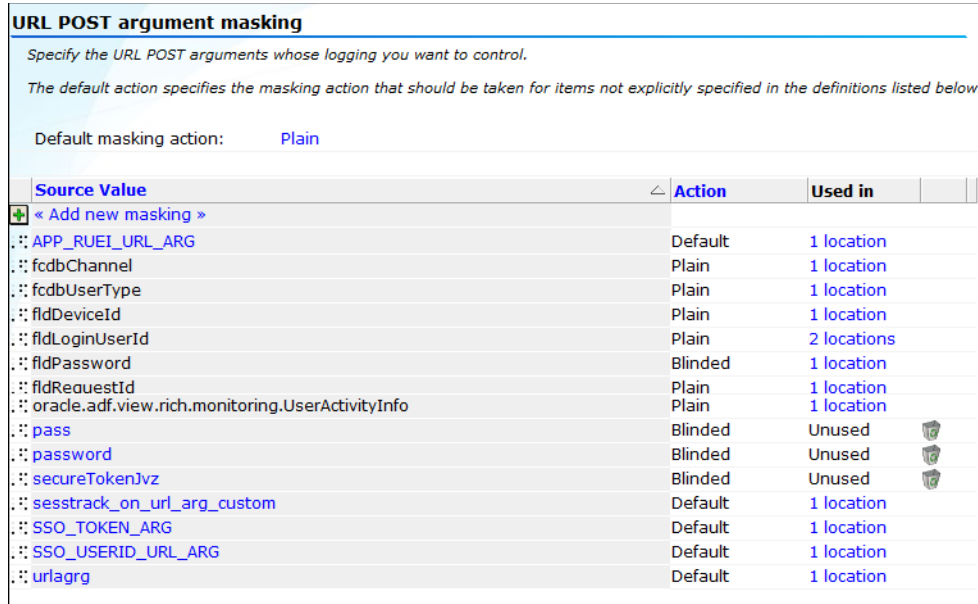 URL POST argument masking
Specify the URL POST arguments whose logging you want to control.
The default action specifies the masking action that should be taken for items not explicitly specified in the definitions listed below
Default masking action: Plain
Source Value Action Used in
« Add new masking »
APP_RUEI_URL_ARG Default 1 location
fcdbChannel Plain 1 location
fcdbUserType Plain 1 location
fldDeviceId Plain 1 location
fldLoginUserId Plain 2 locations
fldPassword Blinded 1 location
fldRequestId Plain 1 location
oracle.adf.view.rich.monitoring.UserActivityInfo Plain 1 location
pass Blinded Unused
password Blinded Unused
secureTokenJvz Blinded Unused
sesstrack_on_url_arg_custom Default 1 location
SSO_TOKEN_ARG Default 1 location
SSO_USERID_URL_ARG Default 1 location
urlagrg Default 1 location